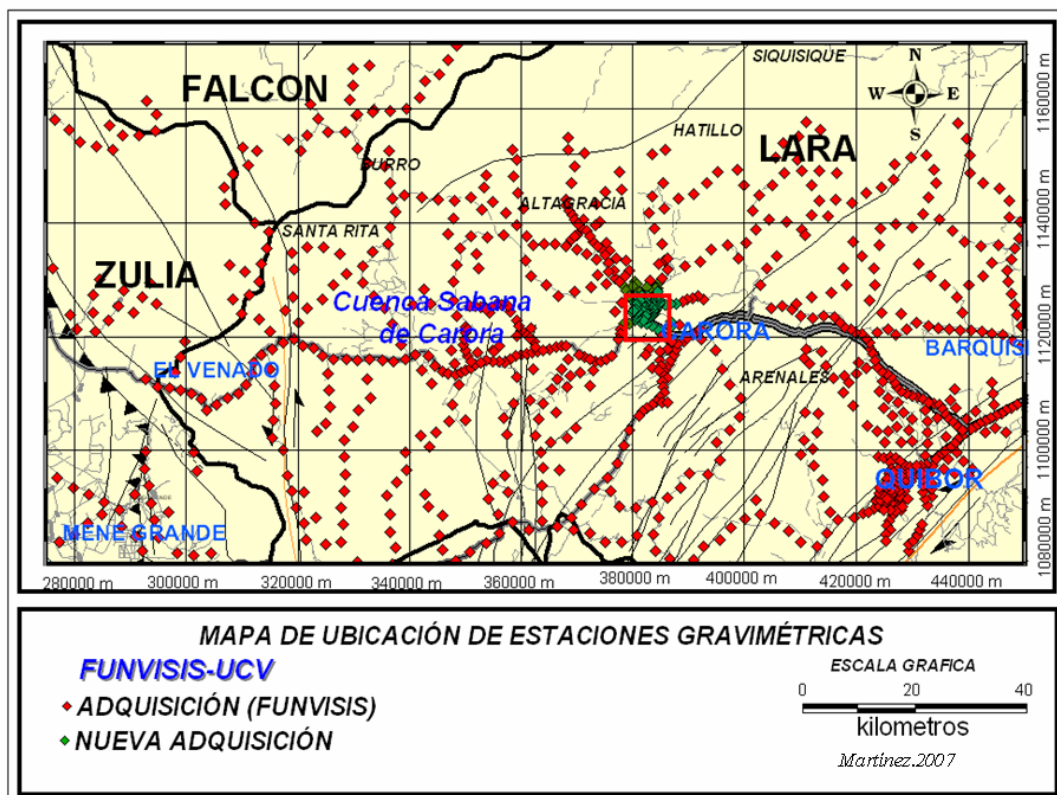 SIQUISIQUE
N
W E
S
FALCON
HATILLO
LARA
BURRO
ALTAGRACIA
SANTA RITA
ZULIA
Cuenca Sabana
de Carora
CARORA
BARQUISI
EL VENADO
ARENALES
QUIBOR
MENE GRANDE
1160000 m
1140000 m
1120000 m
1100000 m
1080000 m
280000 m 300000 m 320000 m 340000 m 360000 m 380000 m 400000 m 420000 m 440000 m
MAPA DE UBICACIÓN DE ESTACIONES GRAVIMÉTRICAS
FUNVISIS-UCV
ADQUISICIÓN (FUNVISIS)
NUEVA ADQUISICIÓN
ESCALA GRAFICA
0 20 40
kilometros
Martínez.2007